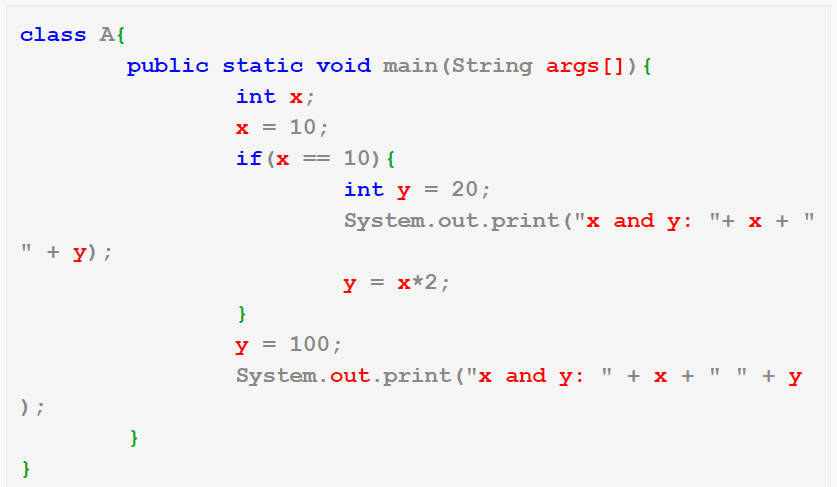 class A{
public static void main(String args[]){
int x;
x = 10;
if(x == 10){
int y = 20;
System.out.print("x and y: "+ x + "
" + y);
y = x*2;
}
y = 100;
System.out.print("x and y: " + x + " " + y
);
}
}